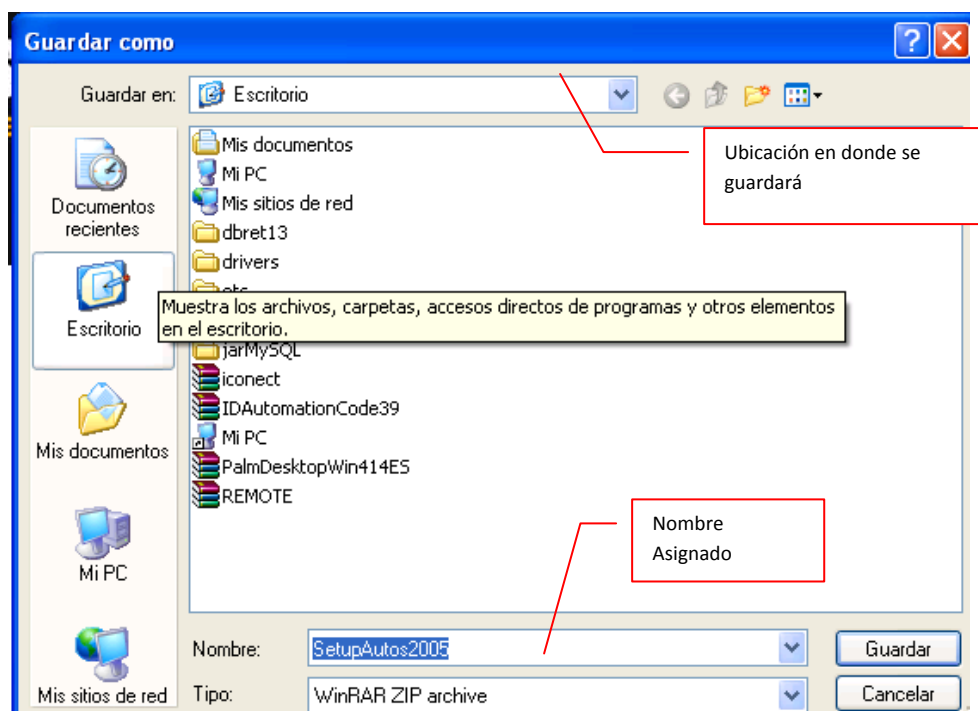 Guardar como
Guardar en:
Escritorio
Ubicación en donde se
guardará
Documentos
recientes
Escritorio
Mis documentos
Mi PC
Mis sitios de red
Mis documentos
Mi PC
Mis sitios de red
dbret13
drivers
Muestra los archivos, carpetas, accesos directos de programas y otros elementos
en el escritorio.
jarMySQL
iconect
IDAutomationCode39
Mi PC
PalmDesktopWin414ES
REMOTE
Nombre
Asignado
Nombre:
SetupAutos2005
Guardar
Tipo:
WinRAR ZIP archive
Cancelar